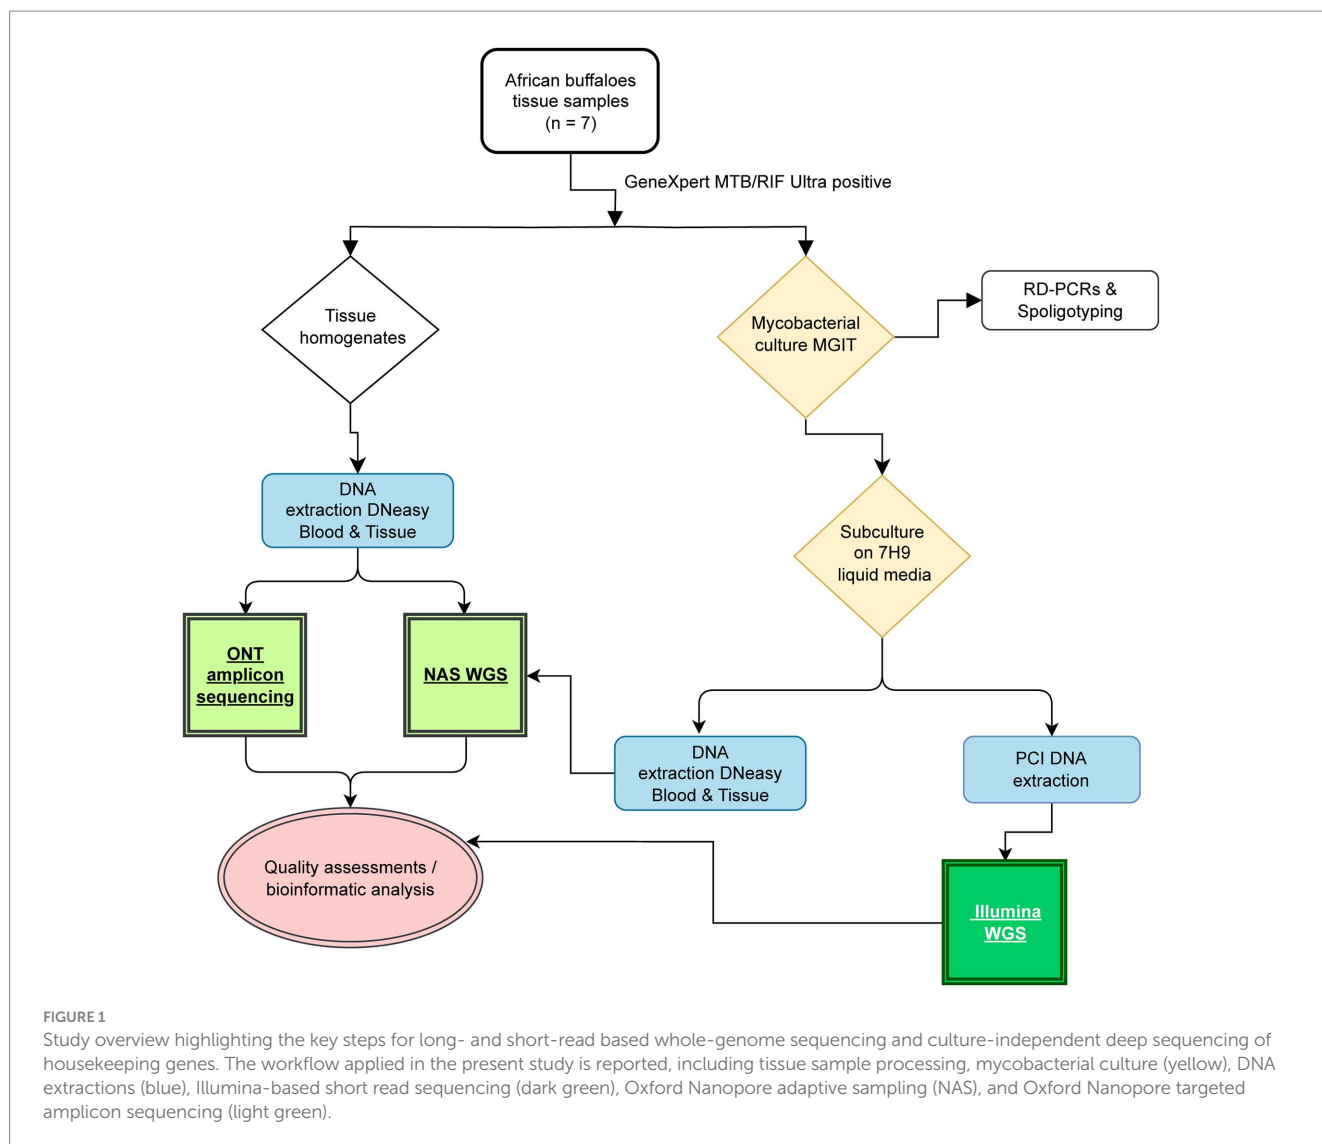 African buffaloes
tissue samples
(n = 7)
GeneXpert MTB/RIF Ultra positive
Tissue
homogenates
Mycobacterial
culture MGIT
RD-PCRs &
Spoligotyping
DNA
extraction DNeasy
Blood & Tissue
Subculture
on 7H9
liquid media
ONT
amplicon
sequencing
NAS WGS
DNA
extraction DNeasy
Blood & Tissue
PCI DNA
extraction
Quality assessments /
bioinformatic analysis
Illumina
WGS
FIGURE 1
Study overview highlighting the key steps for long- and short-read based whole-genome sequencing and culture-independent deep sequencing of
housekeeping genes. The workflow applied in the present study is reported, including tissue sample processing, mycobacterial culture (yellow), DNA
extractions (blue), Illumina-based short read sequencing (dark green), Oxford Nanopore adaptive sampling (NAS), and Oxford Nanopore targeted
amplicon sequencing (light green).